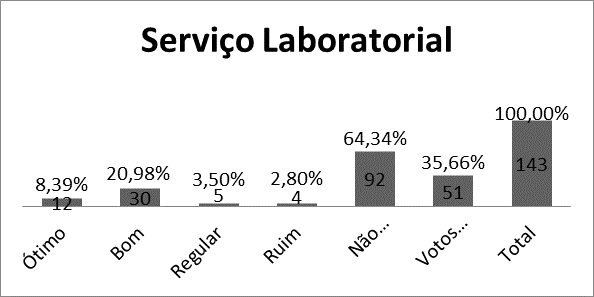 Serviço Laboratorial
100,00%
64,34%
35,66%
20,98%
8,39%
3,50%
2,80%
12
30
5
4
92
51
143
Ótimo
Bom
Regular
Ruim
Não...
Votos...
Total